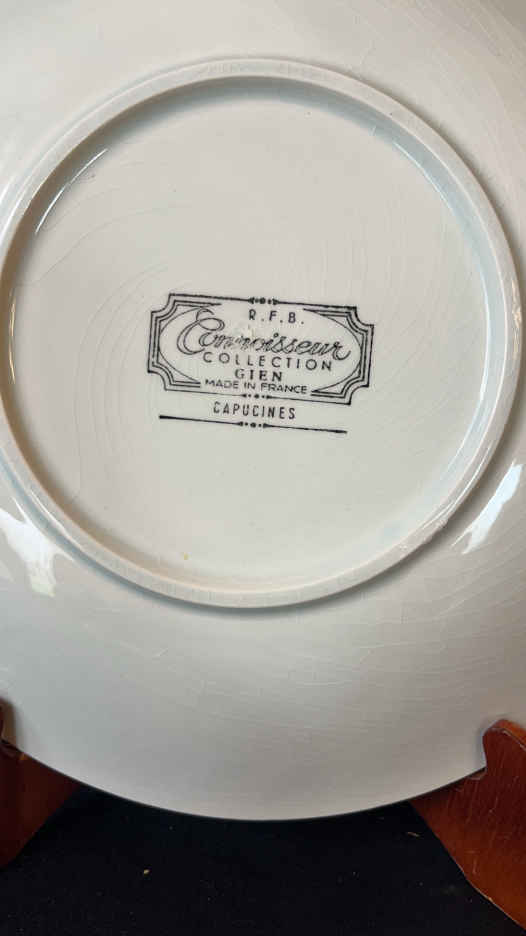 R.F.B.
Connoisseur
COLLECTION
GIEN
MADE IN FRANCE
CAPUCINES